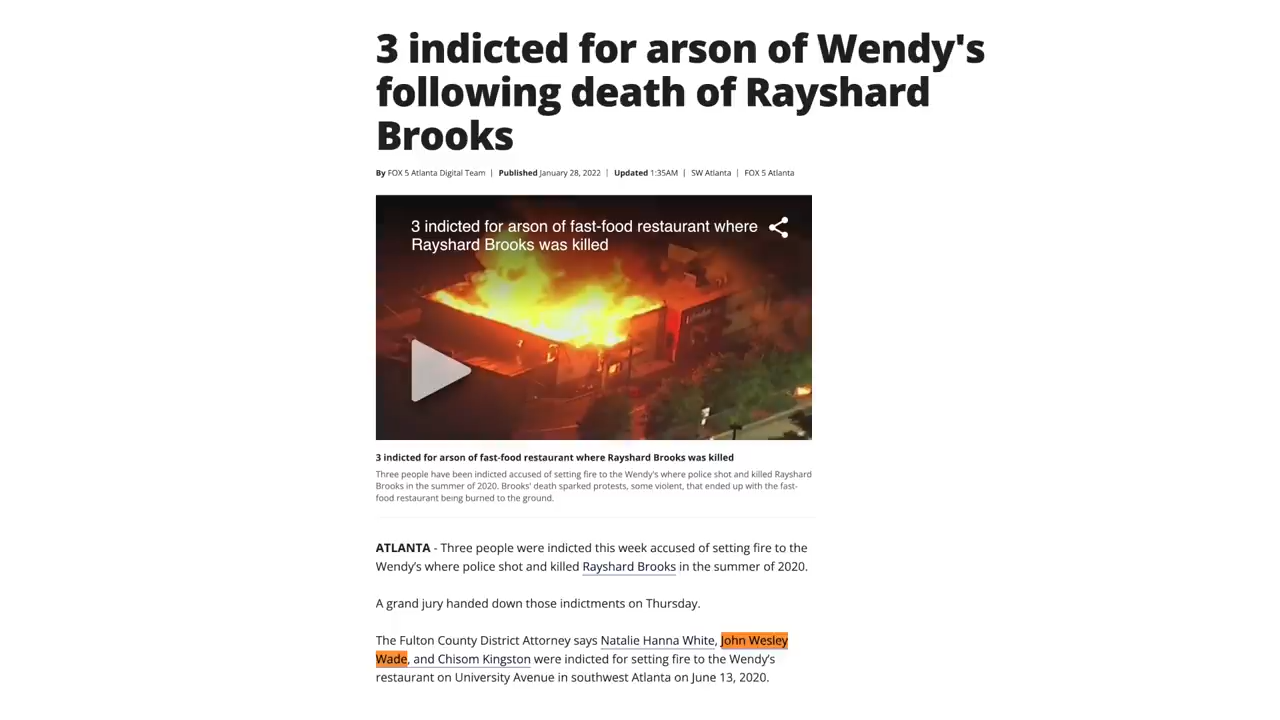 3 indicted for arson of Wendy's
following death of Rayshard
Brooks
By FOX 5 Atlanta Digital Team | Published January 28, 2022 | Updated 1:35AM | SW Atlanta | FOX 5 Atlanta
3 indicted for arson of fast-food restaurant where
Rayshard Brooks was killed
3 indicted for arson of fast-food restaurant where Rayshard Brooks was killed
Three people have been indicted accused of setting fire to the Wendy's where police shot and killed Rayshard
Brooks in the summer of 2020. Brooks' death sparked protests, some violent, that ended up with the fast-
food restaurant being burned to the ground.
ATLANTA - Three people were indicted this week accused of setting fire to the
Wendy’s where police shot and killed Rayshard Brooks in the summer of 2020.
A grand jury handed down those indictments on Thursday.
The Fulton County District Attorney says Natalie Hanna White, John Wesley
Wade, and Chisom Kingston were indicted for setting fire to the Wendy’s
restaurant on University Avenue in southwest Atlanta on June 13, 2020.